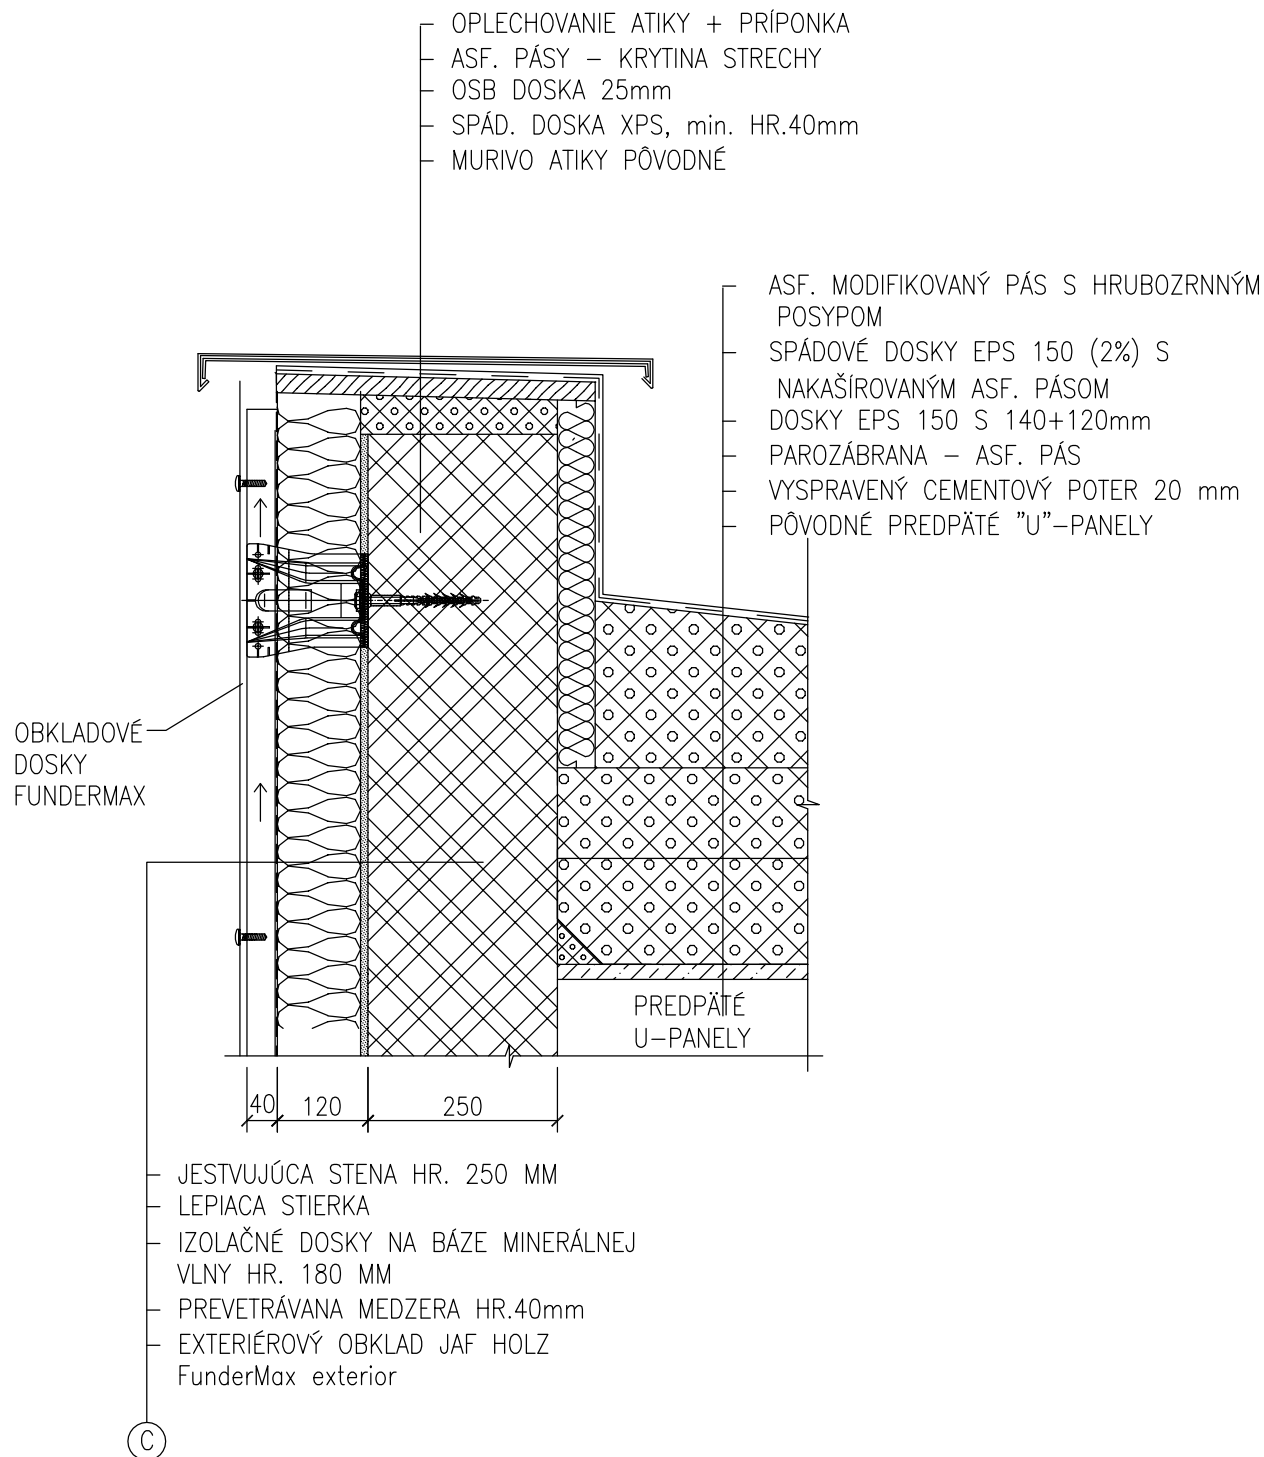 OPLECHOVANIE ATIKY + PRÍPONKA
ASF. PÁSY – KRYTINA STRECHY
OSB DOSKA 25mm
SPÁD. DOSKA XPS, min. HR.40mm
MURIVO ATIKY PÔVODNÉ
ASF. MODIFIKOVANÝ PÁS S HRUBOZRNNÝM
POSYPOM
SPÁDOVÉ DOSKY EPS 150 (2%) S
NAKAŠÍROVANÝM ASF. PÁSOM
DOSKY EPS 150 S 140+120mm
PAROZÁBRANA – ASF. PÁS
VYSPRAVENÝ CEMENTOVÝ POTER 20 mm
PÔVODNÉ PREDPÄTÉ "U"–PANELY
OBKLADOVÉ
DOSKY
FUNDERMAX
PREDPÄTÉ
U–PANELY
40 120 250
JESTVUJÚCA STENA HR. 250 MM
LEPIACA STIERKA
IZOLAČNÉ DOSKY NA BÁZE MINERÁLNEJ
VLNY HR. 180 MM
PREVETRÁVANA MEDZERA HR.40mm
EXTERIÉROVÝ OBKLAD JAF HOLZ
FunderMax exterior
C